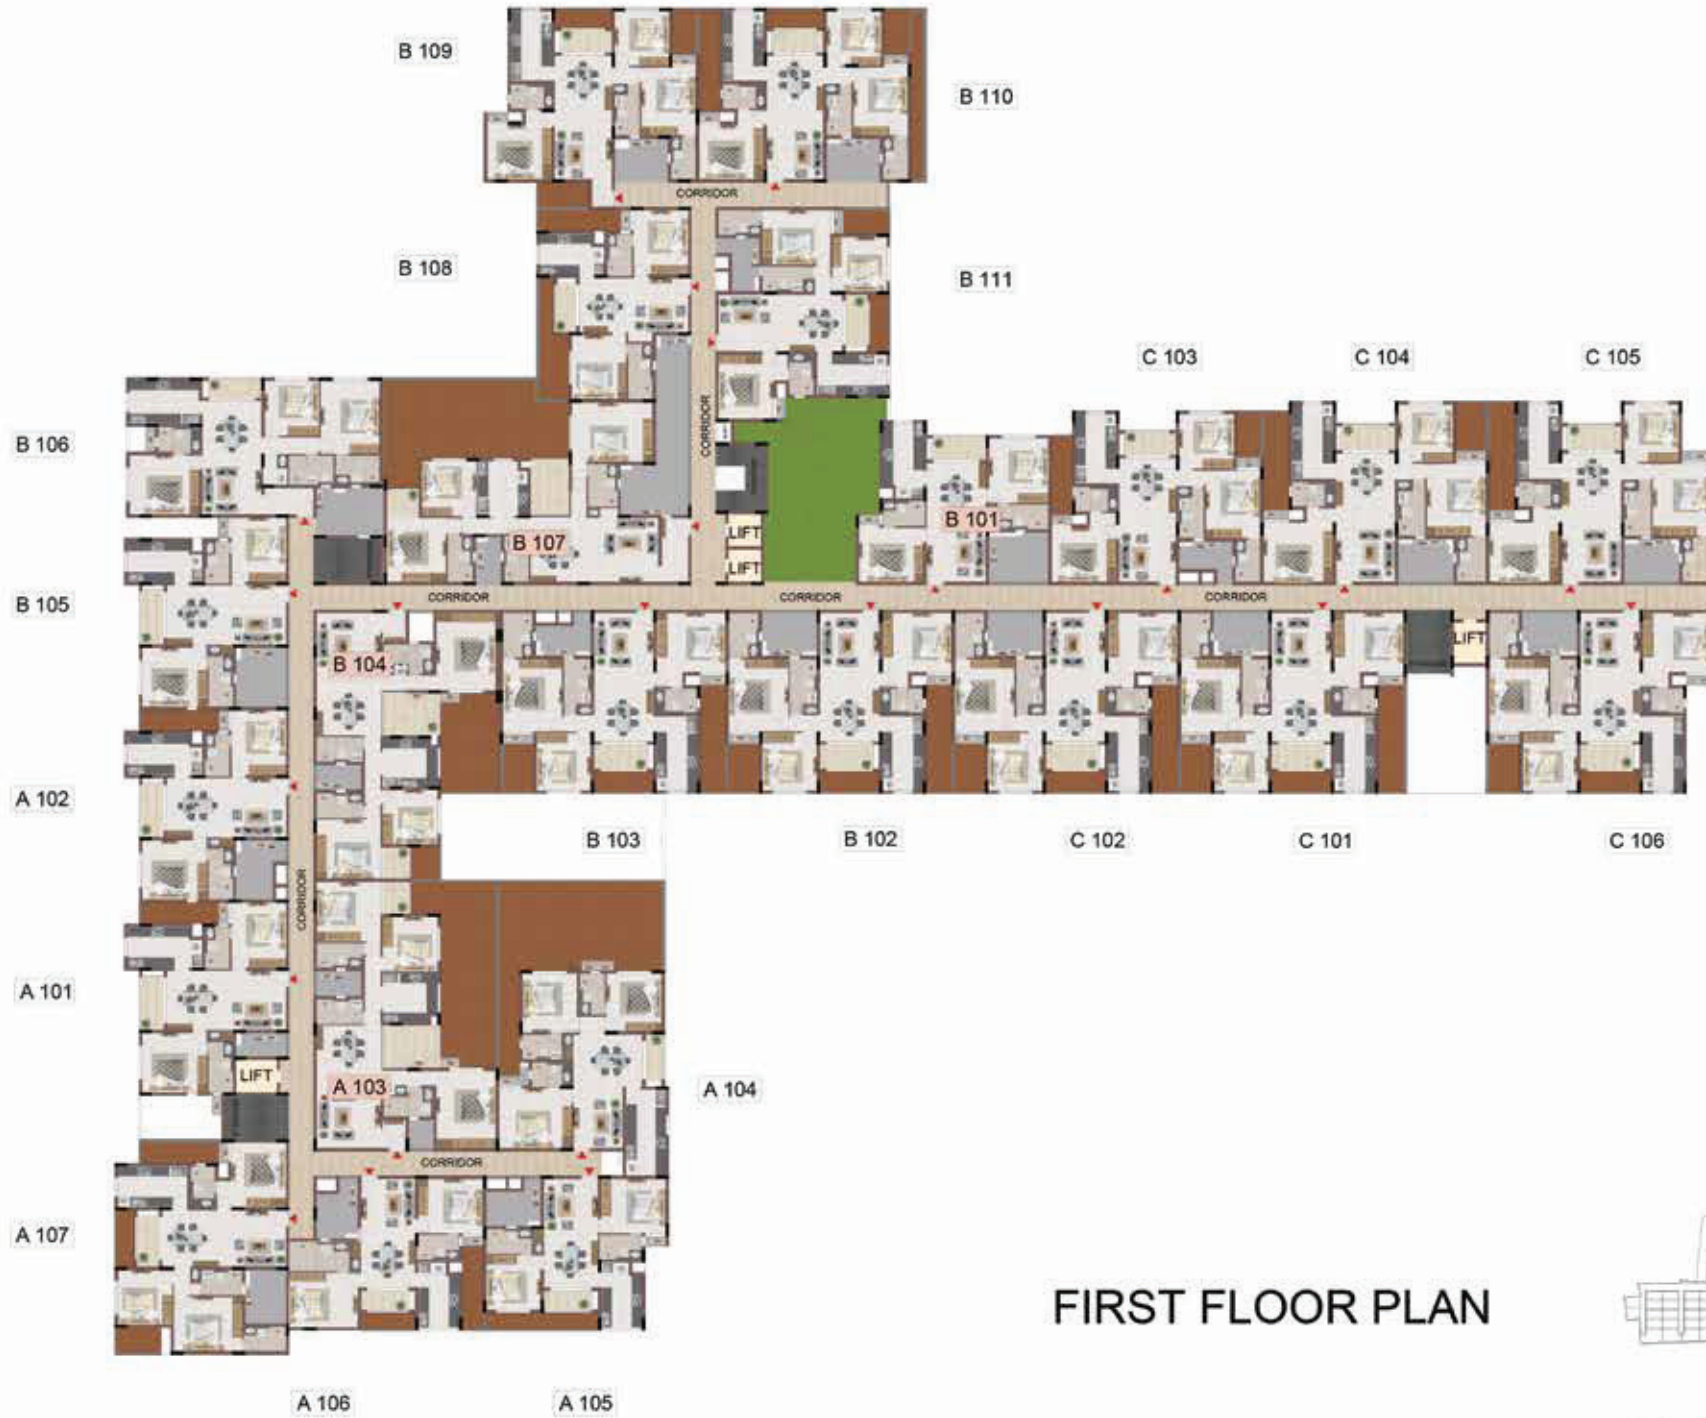 B 109
B 110
CORRIDOR
B 108
B 111
C 103
C 104
C 105
CORRIDOR
B 106
B 101
LIFT
B 107
LIFT
B 105
CORRIDOR
CORRIDOR
CORRIDOR
LIFT
B 104
A 102
B 103
B 102
C 102
C 101
C 106
CORRIDOR
A 101
LIFT
A 103
A 104
CORRIDOR
A 107
FIRST FLOOR PLAN
A 106
A 105